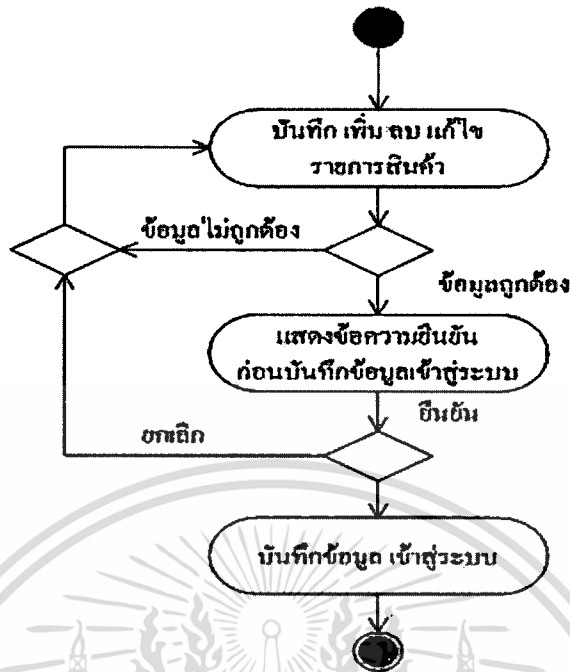 บันทึก เพิ่ม ลบ แก้ไข
รายการสินค้า
ข้อมูลไม่ถูกต้อง
ข้อมูลถูกต้อง
แสดงข้อความยืนยัน
ก่อนบันทึกข้อมูลเข้าสู่ระบบ
ยืนยัน
ยกเลิก
บันทึกข้อมูล เข้าสู่ระบบ